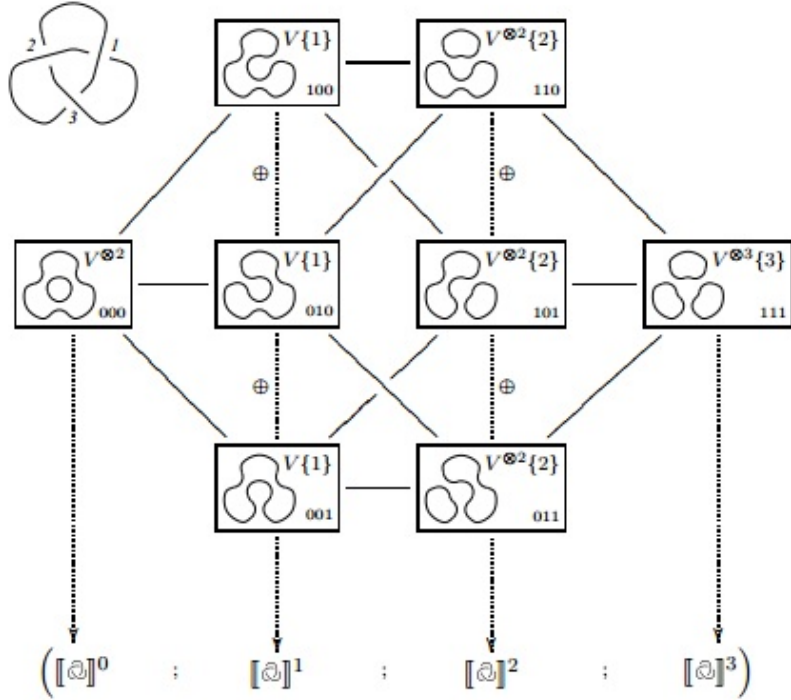 2 1
3
V{1}
100
V⊗2{2}
110
⊕ ⊕
V⊗2
000
V{1}
010
V⊗2{2}
101
V⊗3{3}
111
⊕ ⊕
V{1}
001
V⊗2{2}
011
(⟦ ⟧0 ; ⟦ ⟧1 ; ⟦ ⟧2 ; ⟦ ⟧3)